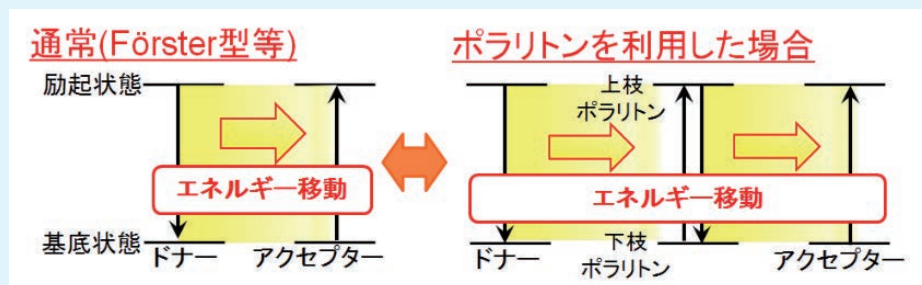 通常(Förster型等)
励起状態
エネルギー移動
基底状態
ドナー
アクセプター
ポラリトンを利用した場合
上枝
ポラリトン
エネルギー移動
ドナー
下枝
ポラリトン
アクセプター